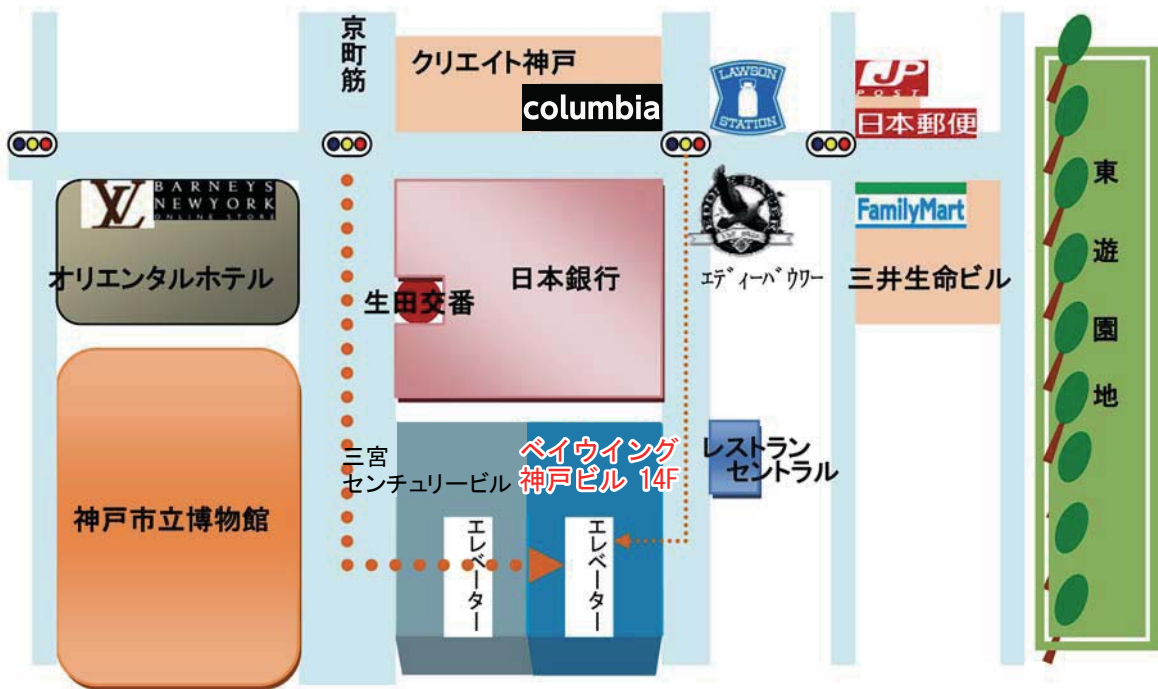 京町筋
クリエイト神戸
columbia
LAWSON
STATION
JP
POST
日本郵便
LV
BARNEYS
NEWYORK
ONLINE STORE
オリエンタルホテル
生田交番
日本銀行
エディーバウワー
FamilyMart
三井生命ビル
東遊園地
神戸市立博物館
三宮
センチュリービル
ベイウイング
神戸ビル 14F
レストラン
セントラル
エレベーター
エレベーター